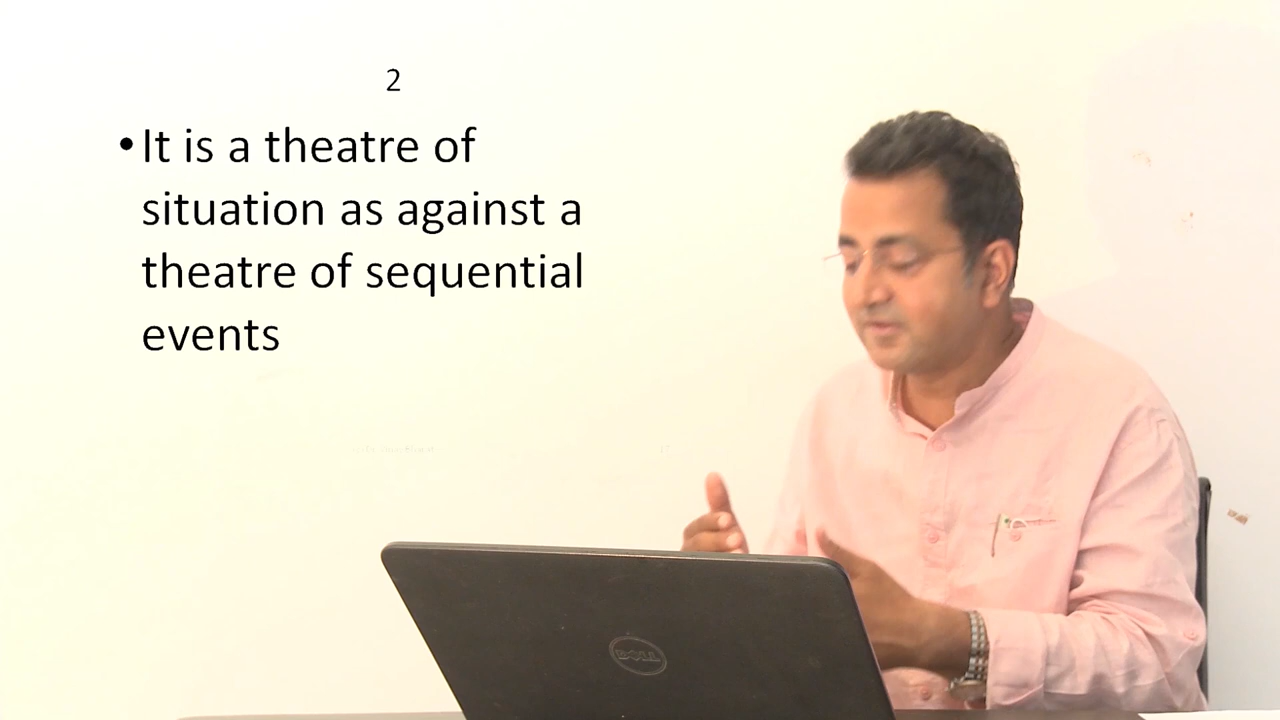 2
•It is a theatre of
situation as against a
theatre of sequential
events
DELL